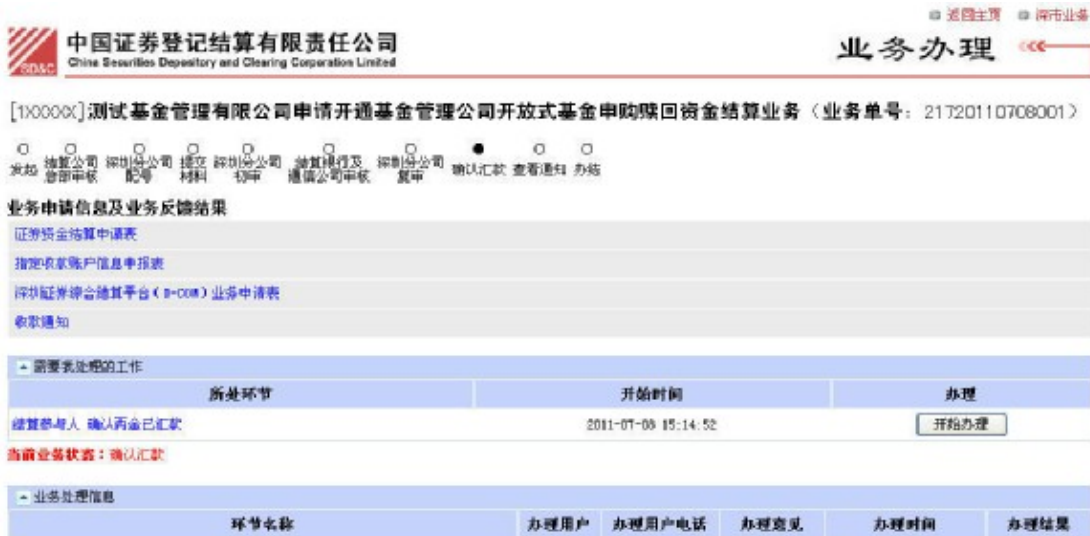 返回主页 深市业务
中国证券登记结算有限责任公司
China Securities Depository and Clearing Corporation Limited
业务办理
[1XXXXX]测试基金管理有限公司申请开通基金管理公司开放式基金申购赎回资金结算业务（业务单号：21720110708001）
发起 结算公司总部审核 深圳分公司配号 提交材料 深圳分公司初审 结算银行及通信公司审核 深圳分公司复审 确认汇款 查看通知 办结
业务申请信息及业务反馈结果
证券资金结算申请表
指定收款账户信息申报表
深圳证券综合结算平台（D-COM）业务申请表
收款通知
需要我处理的工作
所处环节 开始时间 办理
结算参与人 确认两金已汇款 2011-07-08 15:14:52 开始办理
当前业务状态：确认汇款
业务处理信息
环节名称 办理用户 办理用户电话 办理意见 办理时间 办理结果